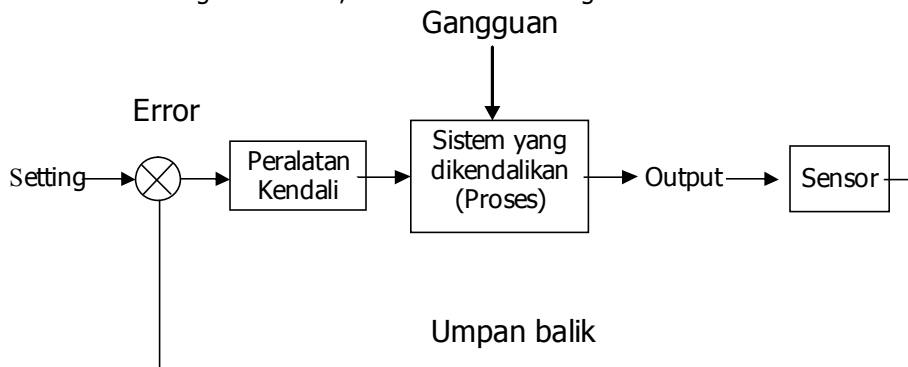 Gangguan
Error
Setting
Peralatan
Kendali
Sistem yang
dikendalikan
(Proses)
Output
Sensor
Umpan balik